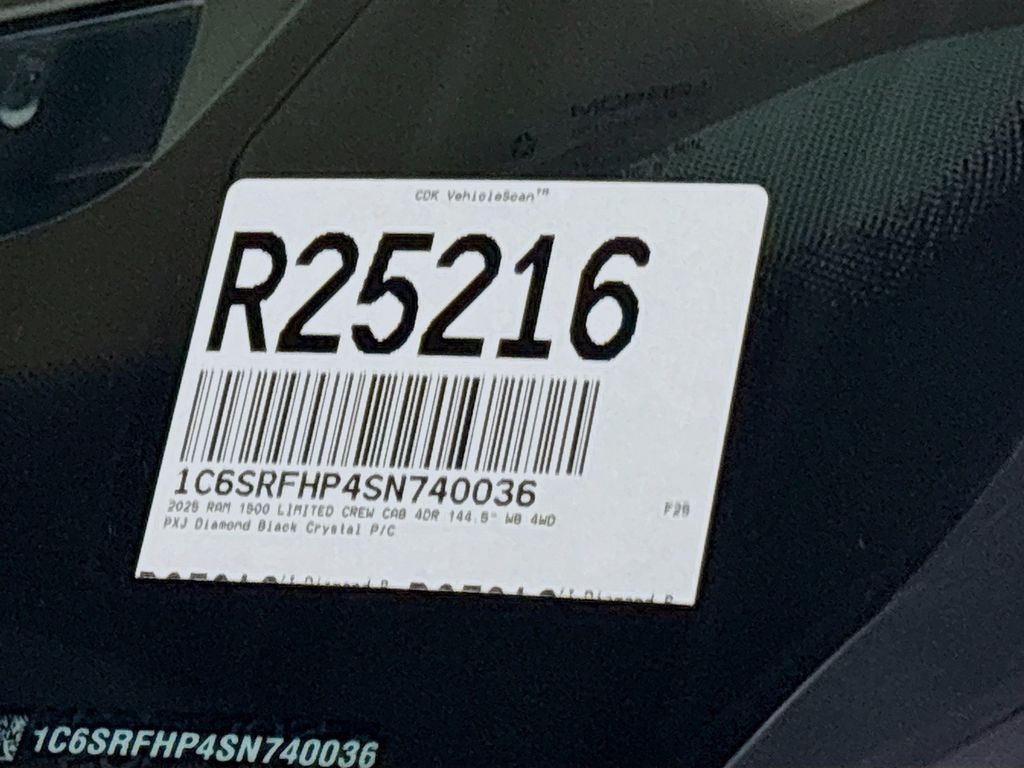 CDK VehicleScan™
R25216
1C6SRFHP4SN740036
2025 RAM 1500 LIMITED CREW CAB 4DR 144.5" WB 4WD
PXJ Diamond Black Crystal P/C
1C6SRFHP4SN740036